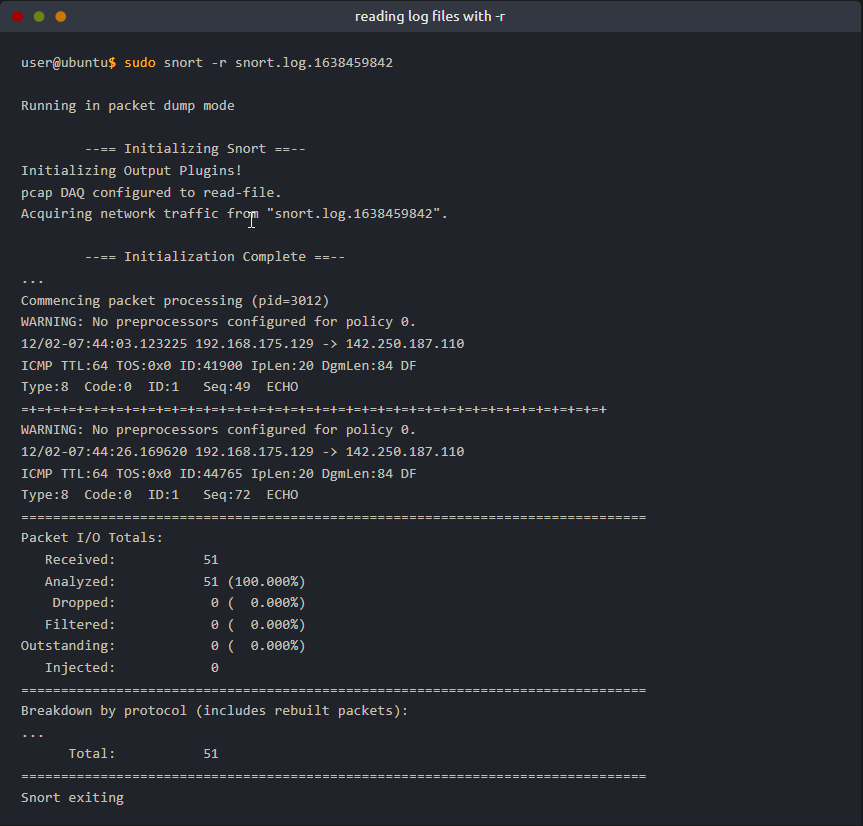 reading log files with -r
user@ubuntu$ sudo snort -r snort.log.1638459842
Running in packet dump mode
--== Initializing Snort ==--
Initializing Output Plugins!
pcap DAQ configured to read-file.
Acquiring network traffic from "snort.log.1638459842".
--== Initialization Complete ==--
...
Commencing packet processing (pid=3012)
WARNING: No preprocessors configured for policy 0.
12/02-07:44:03.123225 192.168.175.129 -> 142.250.187.110
ICMP TTL:64 TOS:0x0 ID:41900 IpLen:20 DgmLen:84 DF
Type:8  Code:0  ID:1   Seq:49  ECHO
=+=+=+=+=+=+=+=+=+=+=+=+=+=+=+=+=+=+=+=+=+=+=+=+=+=+=+=+=+=+=+=+=+=+=+=+=+
WARNING: No preprocessors configured for policy 0.
12/02-07:44:26.169620 192.168.175.129 -> 142.250.187.110
ICMP TTL:64 TOS:0x0 ID:44765 IpLen:20 DgmLen:84 DF
Type:8  Code:0  ID:1   Seq:72  ECHO
===============================================================================
Packet I/O Totals:
Received:           51
Analyzed:           51 (100.000%)
Dropped:            0 (  0.000%)
Filtered:            0 (  0.000%)
Outstanding:            0 (  0.000%)
Injected:            0
===============================================================================
Breakdown by protocol (includes rebuilt packets):
...
Total:           51
===============================================================================
Snort exiting